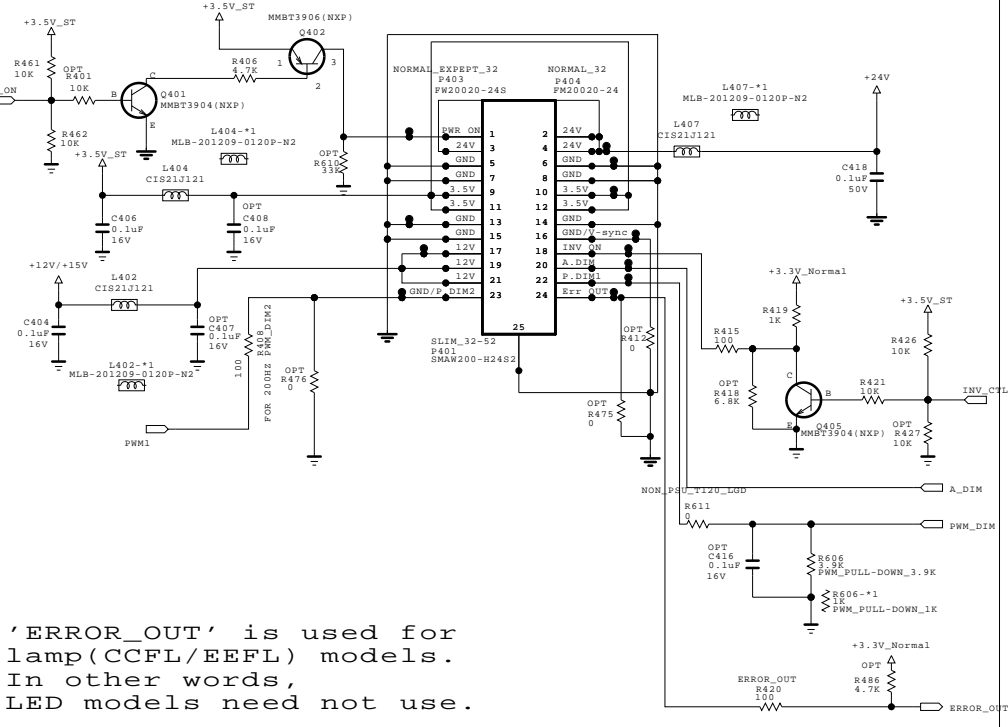 +3.5V_ST
R461
10K
OPT
R401
10K
_ON
R462
10K
B
C
E
Q401
MMBT3904(NXP)
+3.5V_ST
MMBT3906(NXP)
Q402
1
3
2
R406
4.7K
R610
33K
L404-*1
MLB-201209-0120P-N2
+3.5V_ST
L404
CIS21J121
C406
0.1uF
16V
OPT
C408
0.1uF
16V
+12V/+15V
L402
CIS21J121
C404
0.1uF
16V
OPT
C407
0.1uF
16V
L402-*1
MLB-201209-0120P-N2
PWM1
R408
100
FOR 200HZ PWM_DIM2
OPT
R476
0
NORMAL_EXPEPT_32
P403
FW20020-24S
NORMAL_32
P404
FM20020-24
PWR ON 1
24V 3
GND 5
GND 7
3.5V 9
3.5V 11
GND 13
GND 15
12V 17
12V 19
12V 21
GND/P.DIM2 23
2 24V
4 24V
6 GND
8 GND
10 3.5V
12 3.5V
14 GND
16 GND/V-sync
18 INV ON
20 A.DIM
22 P.DIM1
24 Err OUT
25
SLIM_32-52
P401
SMAW200-H24S2
OPT
R412
0
OPT
R475
0
L407-*1
MLB-201209-0120P-N2
L407
CIS21J121
+24V
C418
0.1uF
50V
+3.3V_Normal
R419
1K
R415
100
OPT
R418
6.8K
C
B
E
Q405
MMBT3904(NXP)
R421
10K
+3.5V_ST
R426
10K
INV_CTL
OPT
R427
10K
NON_PSU_T120_LGD
A_DIM
R611
0
PWM_DIM
OPT
C416
0.1uF
16V
R606
3.9K
PWM_PULL-DOWN_3.9K
R606-*1
1K
PWM_PULL-DOWN_1K
+3.3V_Normal
OPT
R486
4.7K
ERROR_OUT
R420
100
ERROR_OUT
'ERROR_OUT' is used for
lamp(CCFL/EEFL) models.
In other words,
LED models need not use.